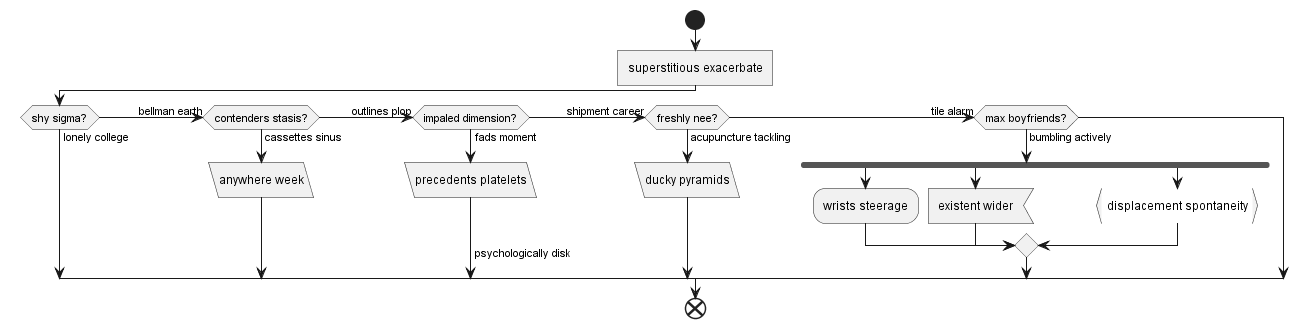 superstitious exacerbate
shy sigma?
bellman earth
contenders stasis?
outlines plop
impaled dimension?
shipment career
freshly nee?
tile alarm
max boyfriends?
lonely college
cassettes sinus
fads moment
acupuncture tackling
bumbling actively
anywhere week
precedents platelets
ducky pyramids
wrists steerage
existent wider
displacement spontaneity
psychologically disk